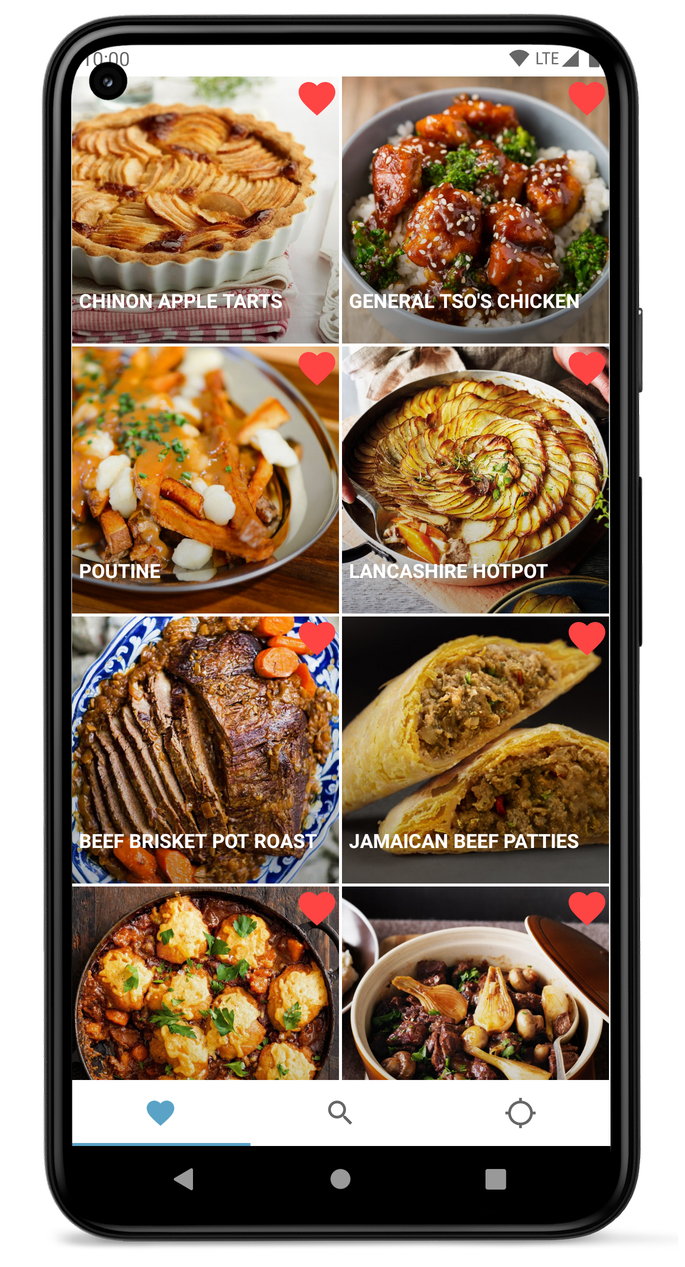 10:00
LTE
CHINON APPLE TARTS
GENERAL TSO'S CHICKEN
POUTINE
LANCASHIRE HOTPOT
BEEF BRISKET POT ROAST
JAMAICAN BEEF PATTIES